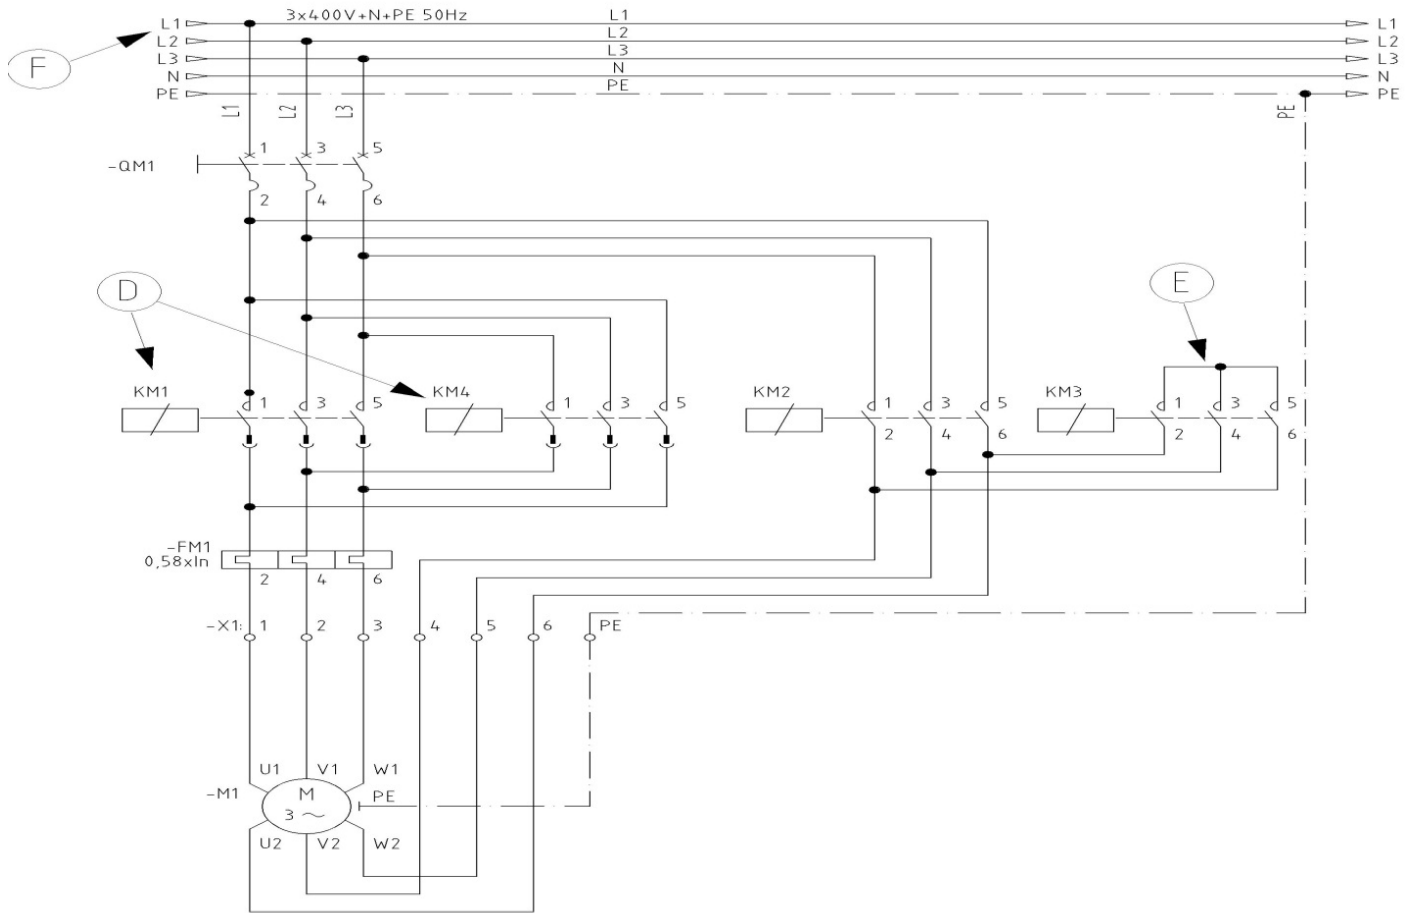 3x400V+N+PE 50Hz
L1 L1 L1
L2 L2 L2
L3 L3 L3
N N N
PE PE PE
F
L1 L2 L3 PE
1 3 5
-QM1
2 4 6
D
E
KM1 KM4 KM2 KM3
1 3 5 1 3 5 1 3 5 1 3 5
2 4 6 2 4 6
-FM1
0,58xIn
2 4 6
-X1: 1 2 3 4 5 6 PE
U1 V1 W1
-M1 M PE
3 ~
U2 V2 W2